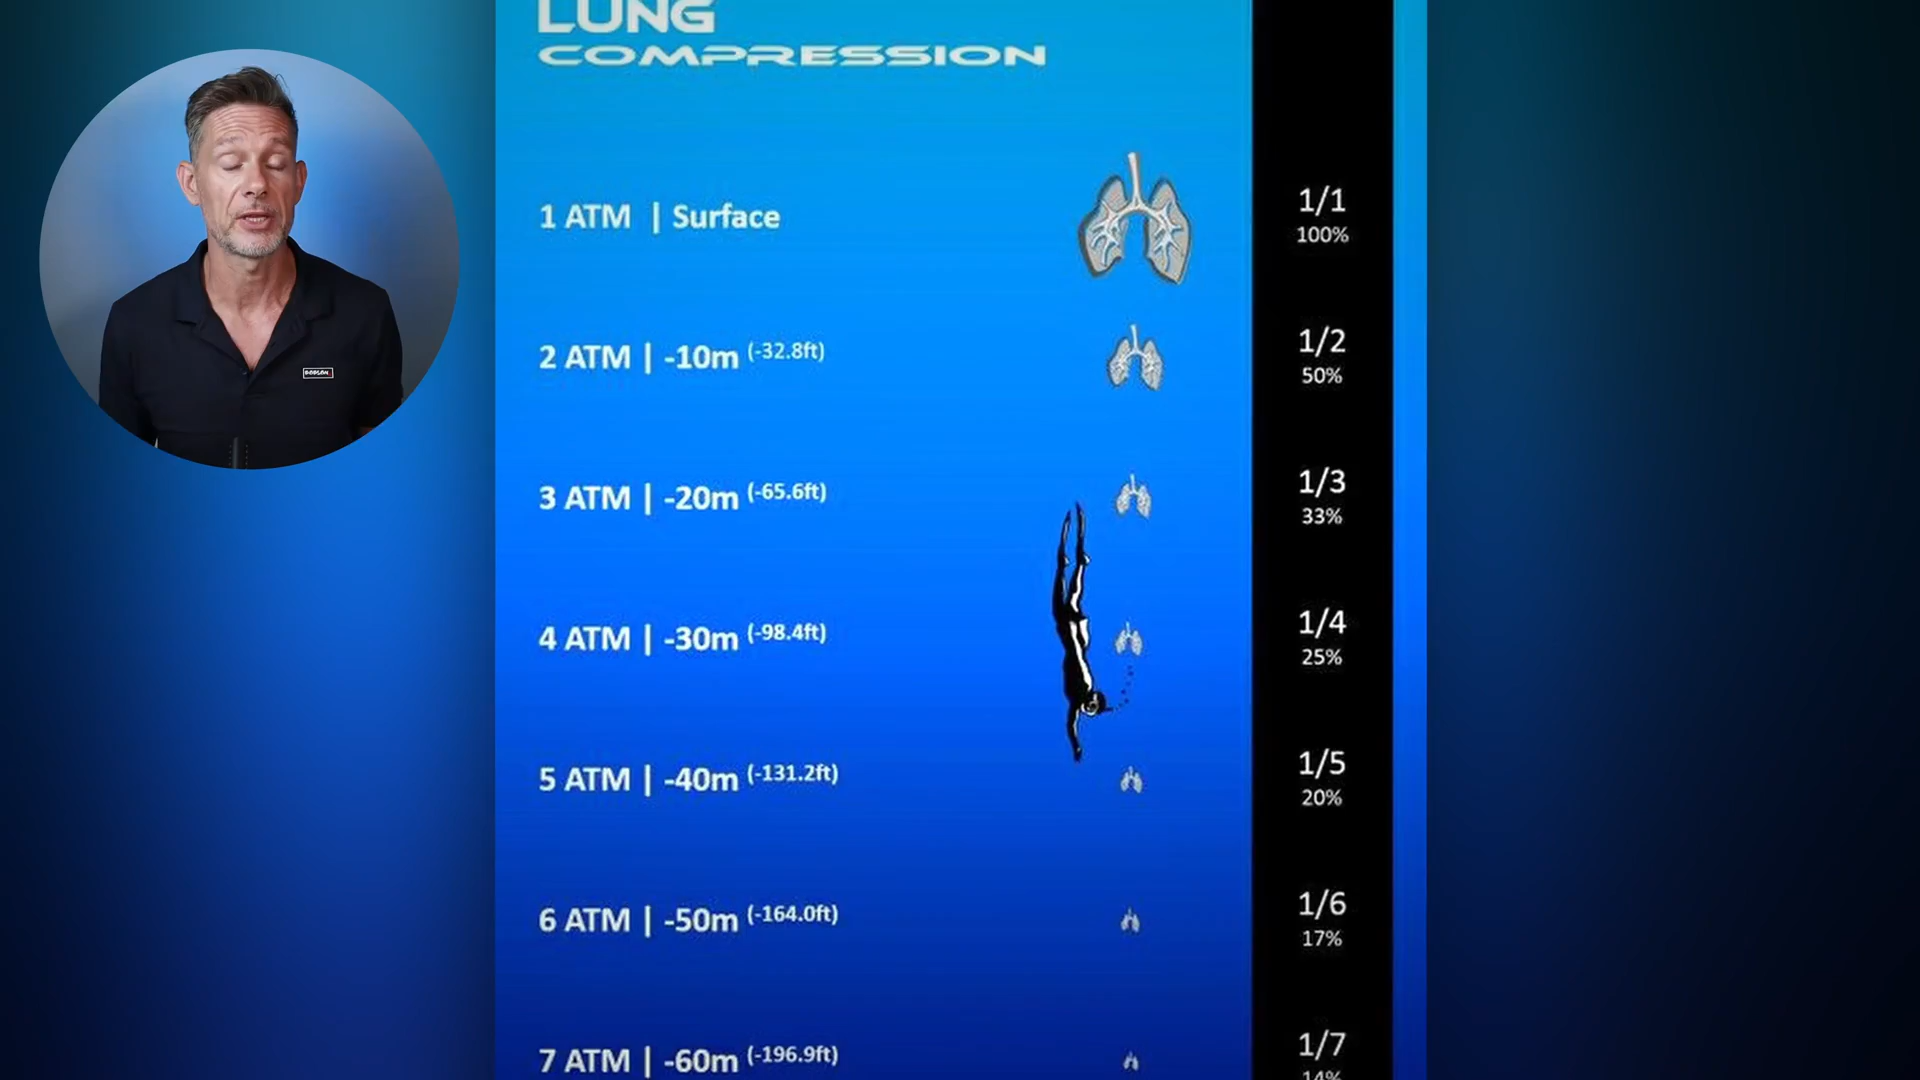 LUNG
COMPRESSION
1 ATM | Surface
1/1
100%
2 ATM | -10m (-32.8ft)
1/2
50%
3 ATM | -20m (-65.6ft)
1/3
33%
4 ATM | -30m (-98.4ft)
1/4
25%
5 ATM | -40m (-131.2ft)
1/5
20%
6 ATM | -50m (-164.0ft)
1/6
17%
7 ATM | -60m (-196.9ft)
1/7
14%